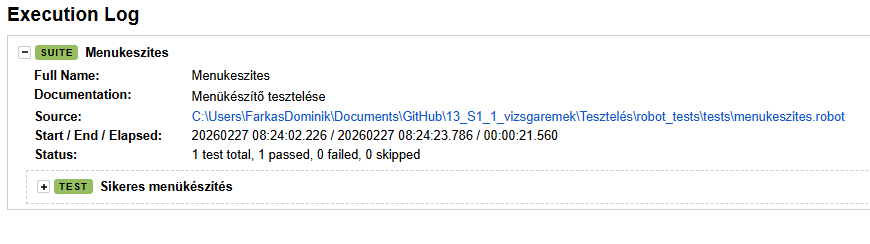 Execution Log
− SUITE Menukeszites
Full Name: Menukeszites
Documentation: Menükészítő tesztelése
Source: C:\Users\FarkasDominik\Documents\GitHub\13_S1_1_vizsgaremek\Tesztelés\robot_tests\tests\menukeszites.robot
Start / End / Elapsed: 20260227 08:24:02.226 / 20260227 08:24:23.786 / 00:00:21.560
Status: 1 test total, 1 passed, 0 failed, 0 skipped
+ TEST Sikeres menükészítés